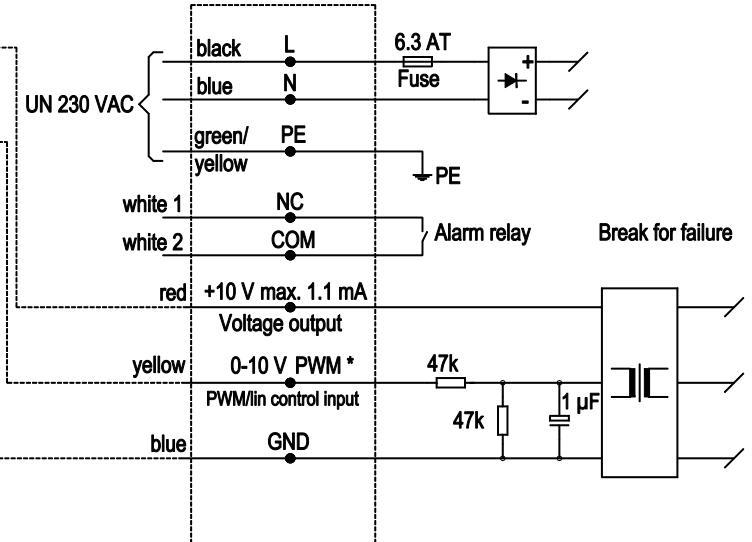 black L 6.3 AT
Fuse
+
blue N
-
UN 230 VAC
green/ PE
yellow
PE
white 1 NC
white 2 COM
Alarm relay Break for failure
red +10 V max. 1.1 mA
Voltage output
yellow 0-10 V PWM * 47k
PWM/lin control input
47k 1 µF
blue GND